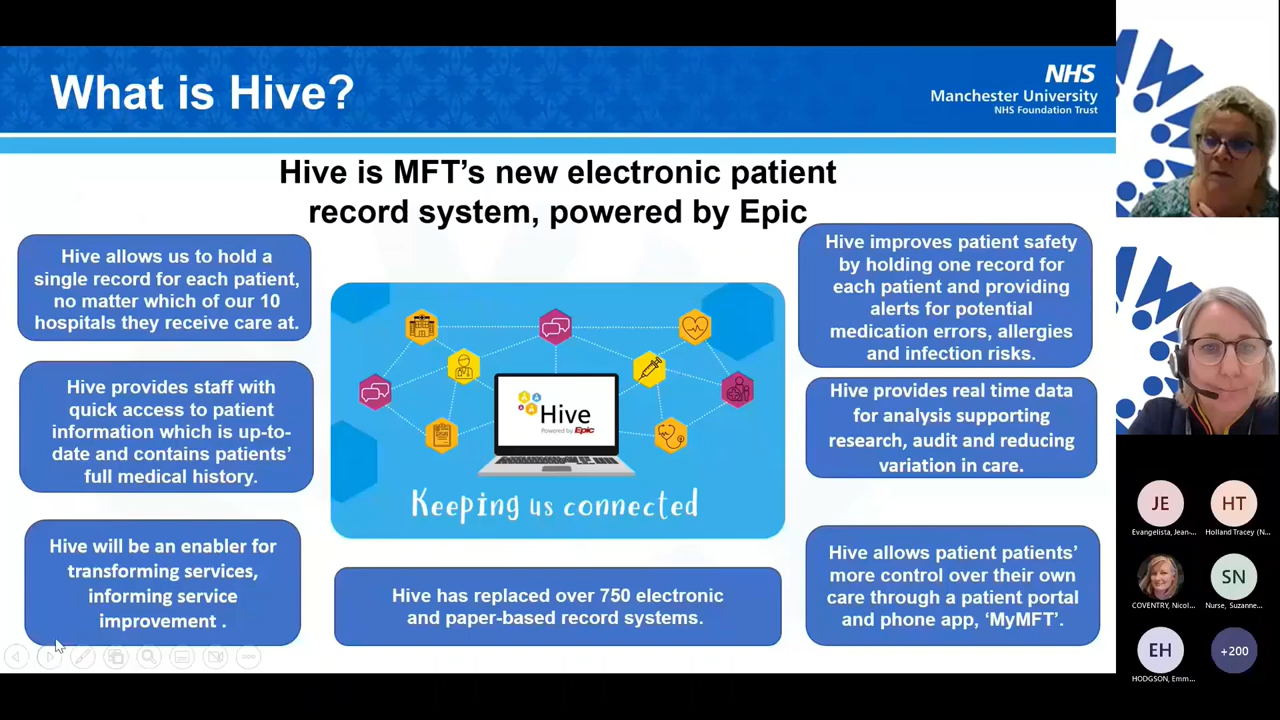 What is Hive?
NHS
Manchester University
NHS Foundation Trust
Hive is MFT’s new electronic patient
record system, powered by Epic
Hive allows us to hold a
single record for each patient,
no matter which of our 10
hospitals they receive care at.
Hive provides staff with
quick access to patient
information which is up-to-
date and contains patients’
full medical history.
Hive will be an enabler for
transforming services,
informing service
improvement .
Hive
Powered by Epic
Keeping us connected
Hive has replaced over 750 electronic
and paper-based record systems.
Hive improves patient safety
by holding one record for
each patient and providing
alerts for potential
medication errors, allergies
and infection risks.
Hive provides real time data
for analysis supporting
research, audit and reducing
variation in care.
Hive allows patient patients’
more control over their own
care through a patient portal
and phone app, ‘MyMFT’.
JE
Evangelista, Jean-...
HT
Holland Tracey (N...
COVENTRY, Nicol...
SN
Nurse, Suzanne...
EH
HODGSON, Emm...
+200